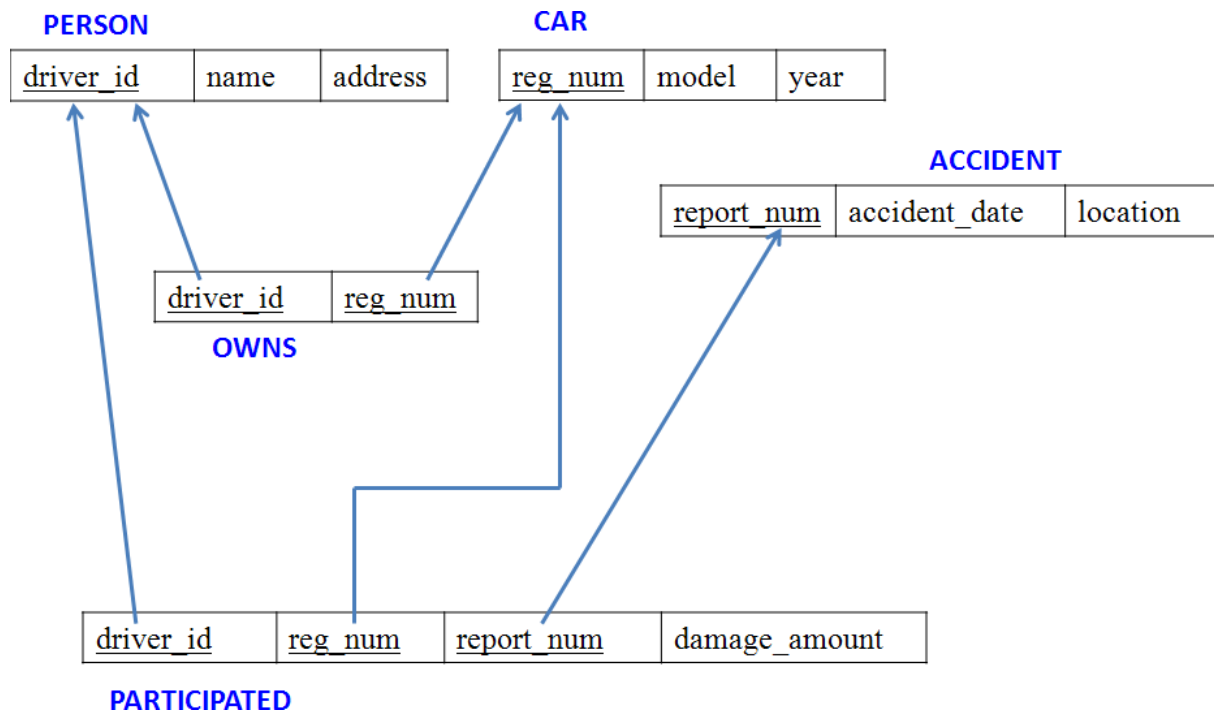 PERSON
driver_id name address
CAR
reg_num model year
ACCIDENT
report_num accident_date location
driver_id reg_num
OWNS
driver_id reg_num report_num damage_amount
PARTICIPATED